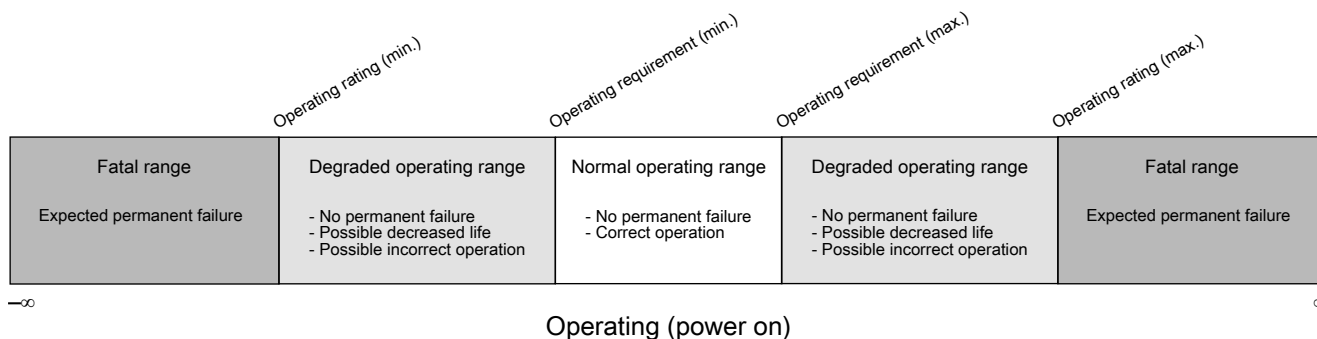 Operating rating (min.)
Operating requirement (min.)
Operating requirement (max.)
Operating rating (max.)
Fatal range
Expected permanent failure
Degraded operating range
- No permanent failure
- Possible decreased life
- Possible incorrect operation
Normal operating range
- No permanent failure
- Correct operation
Degraded operating range
- No permanent failure
- Possible decreased life
- Possible incorrect operation
Fatal range
Expected permanent failure
–∞
Operating (power on)